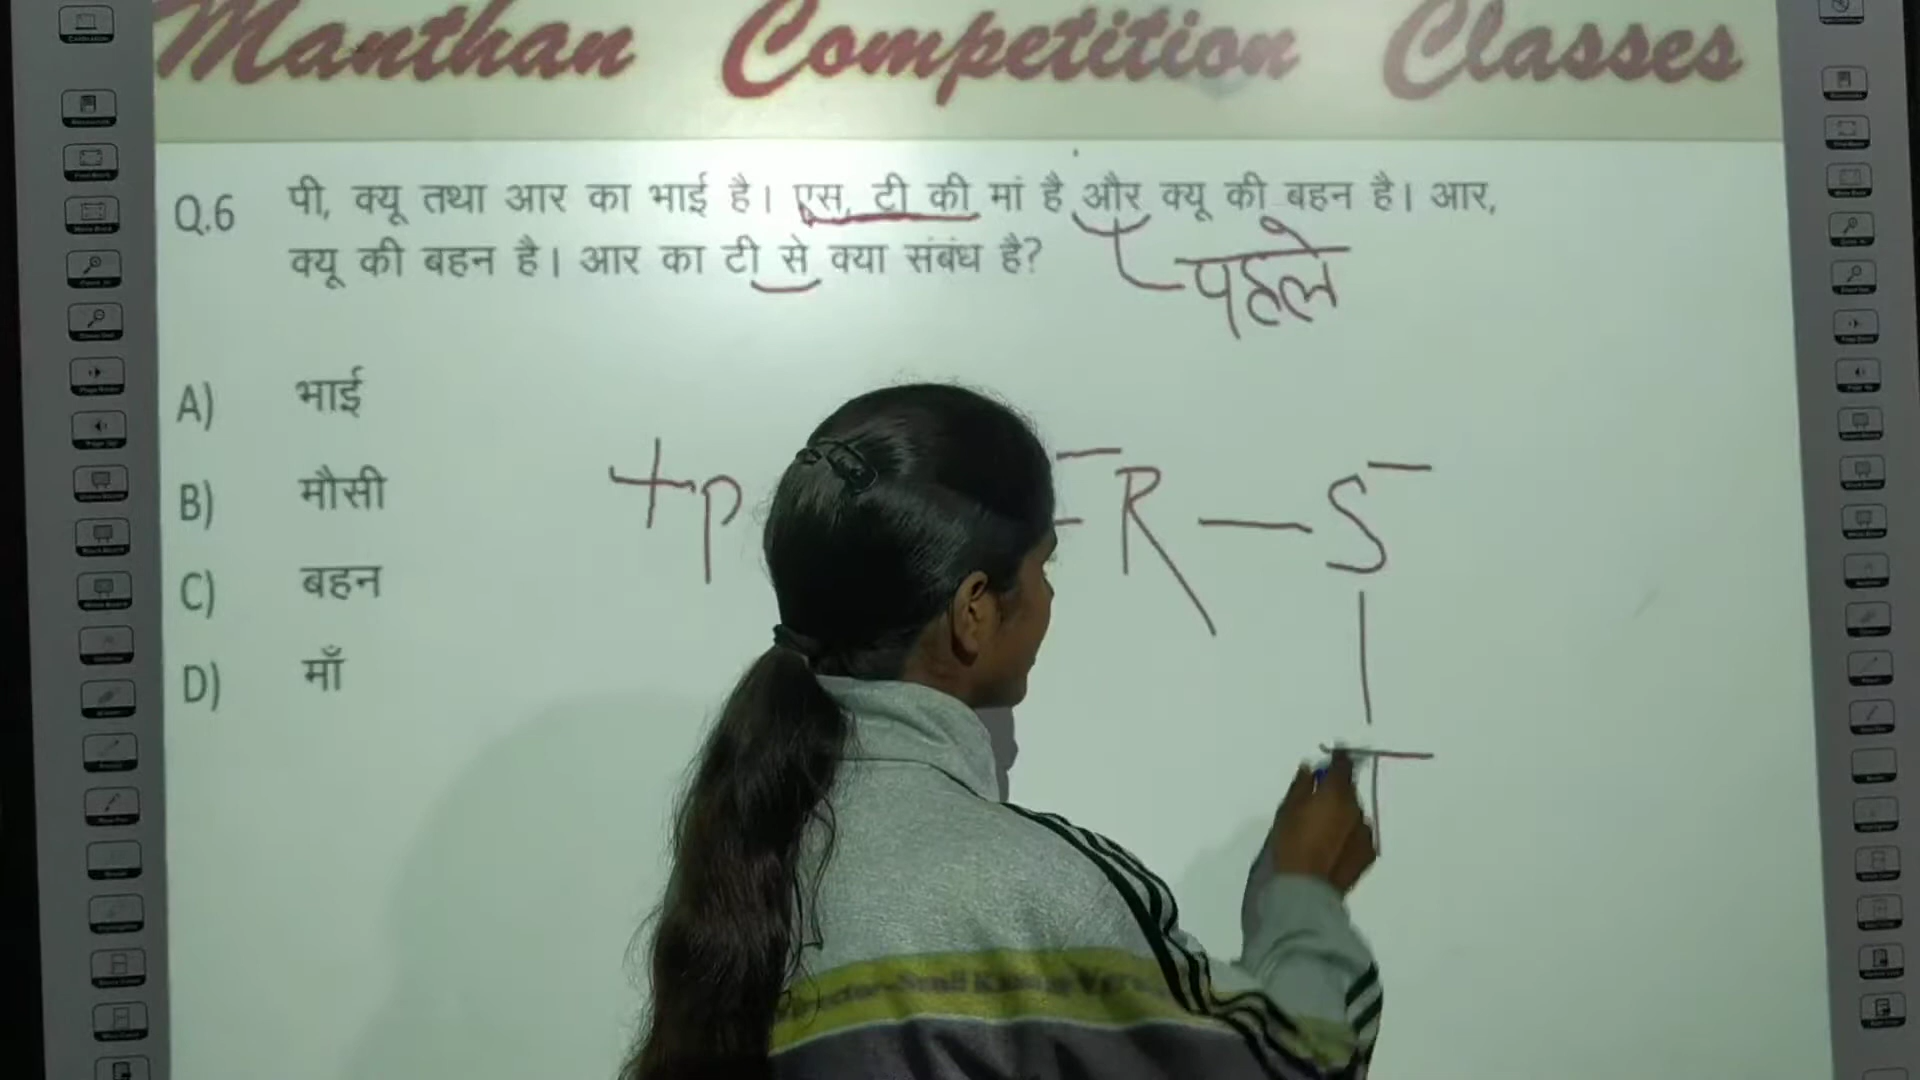 Manthan Competition Classes
Q.6 पी, क्यू तथा आर का भाई है। एस, टी की मां है और क्यू की बहन है। आर,
क्यू की बहन है। आर का टी से क्या संबंध है?
पहले
A) भाई
B) मौसी
C) बहन
D) माँ
+P -R — S-
T